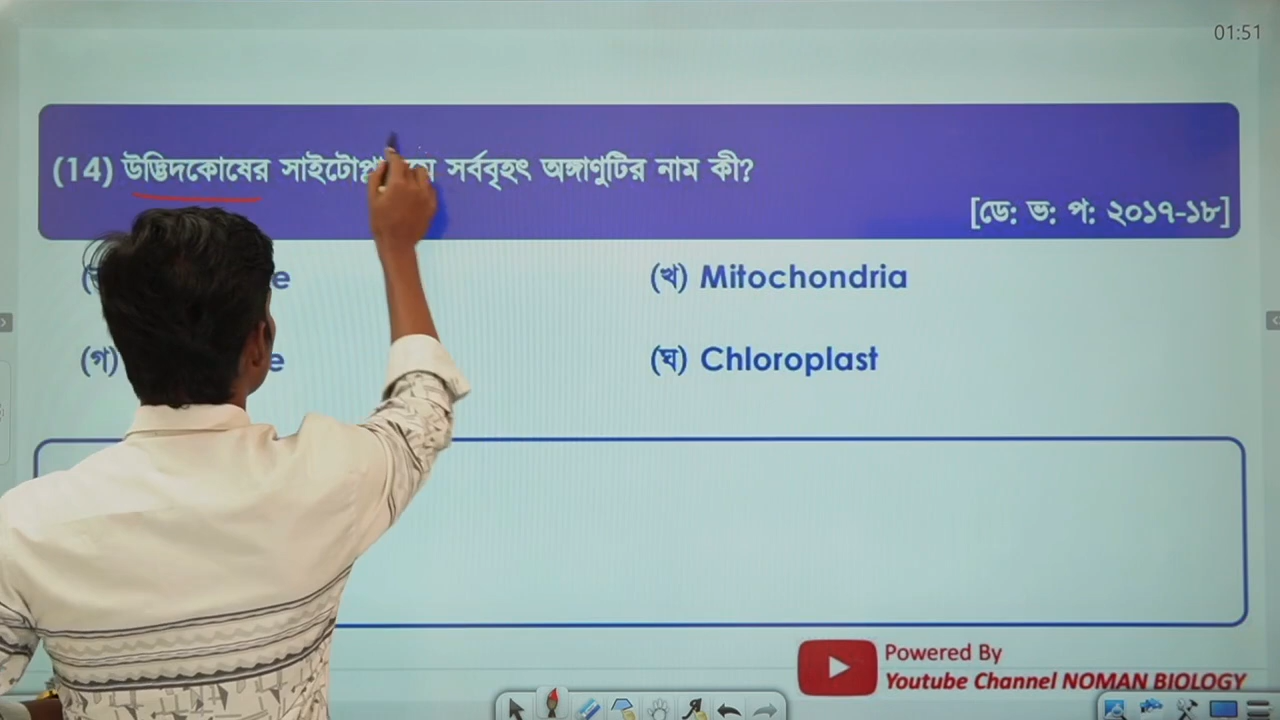 01:51
(14) উদ্ভিদকোষের সর্ববৃহৎ অঙ্গাণুটির নাম কী?
[ডে: ভ: প: ২০১৭-১৮]
(খ) Mitochondria
(গ)
(ঘ) Chloroplast
Powered By
Youtube Channel NOMAN BIOLOGY